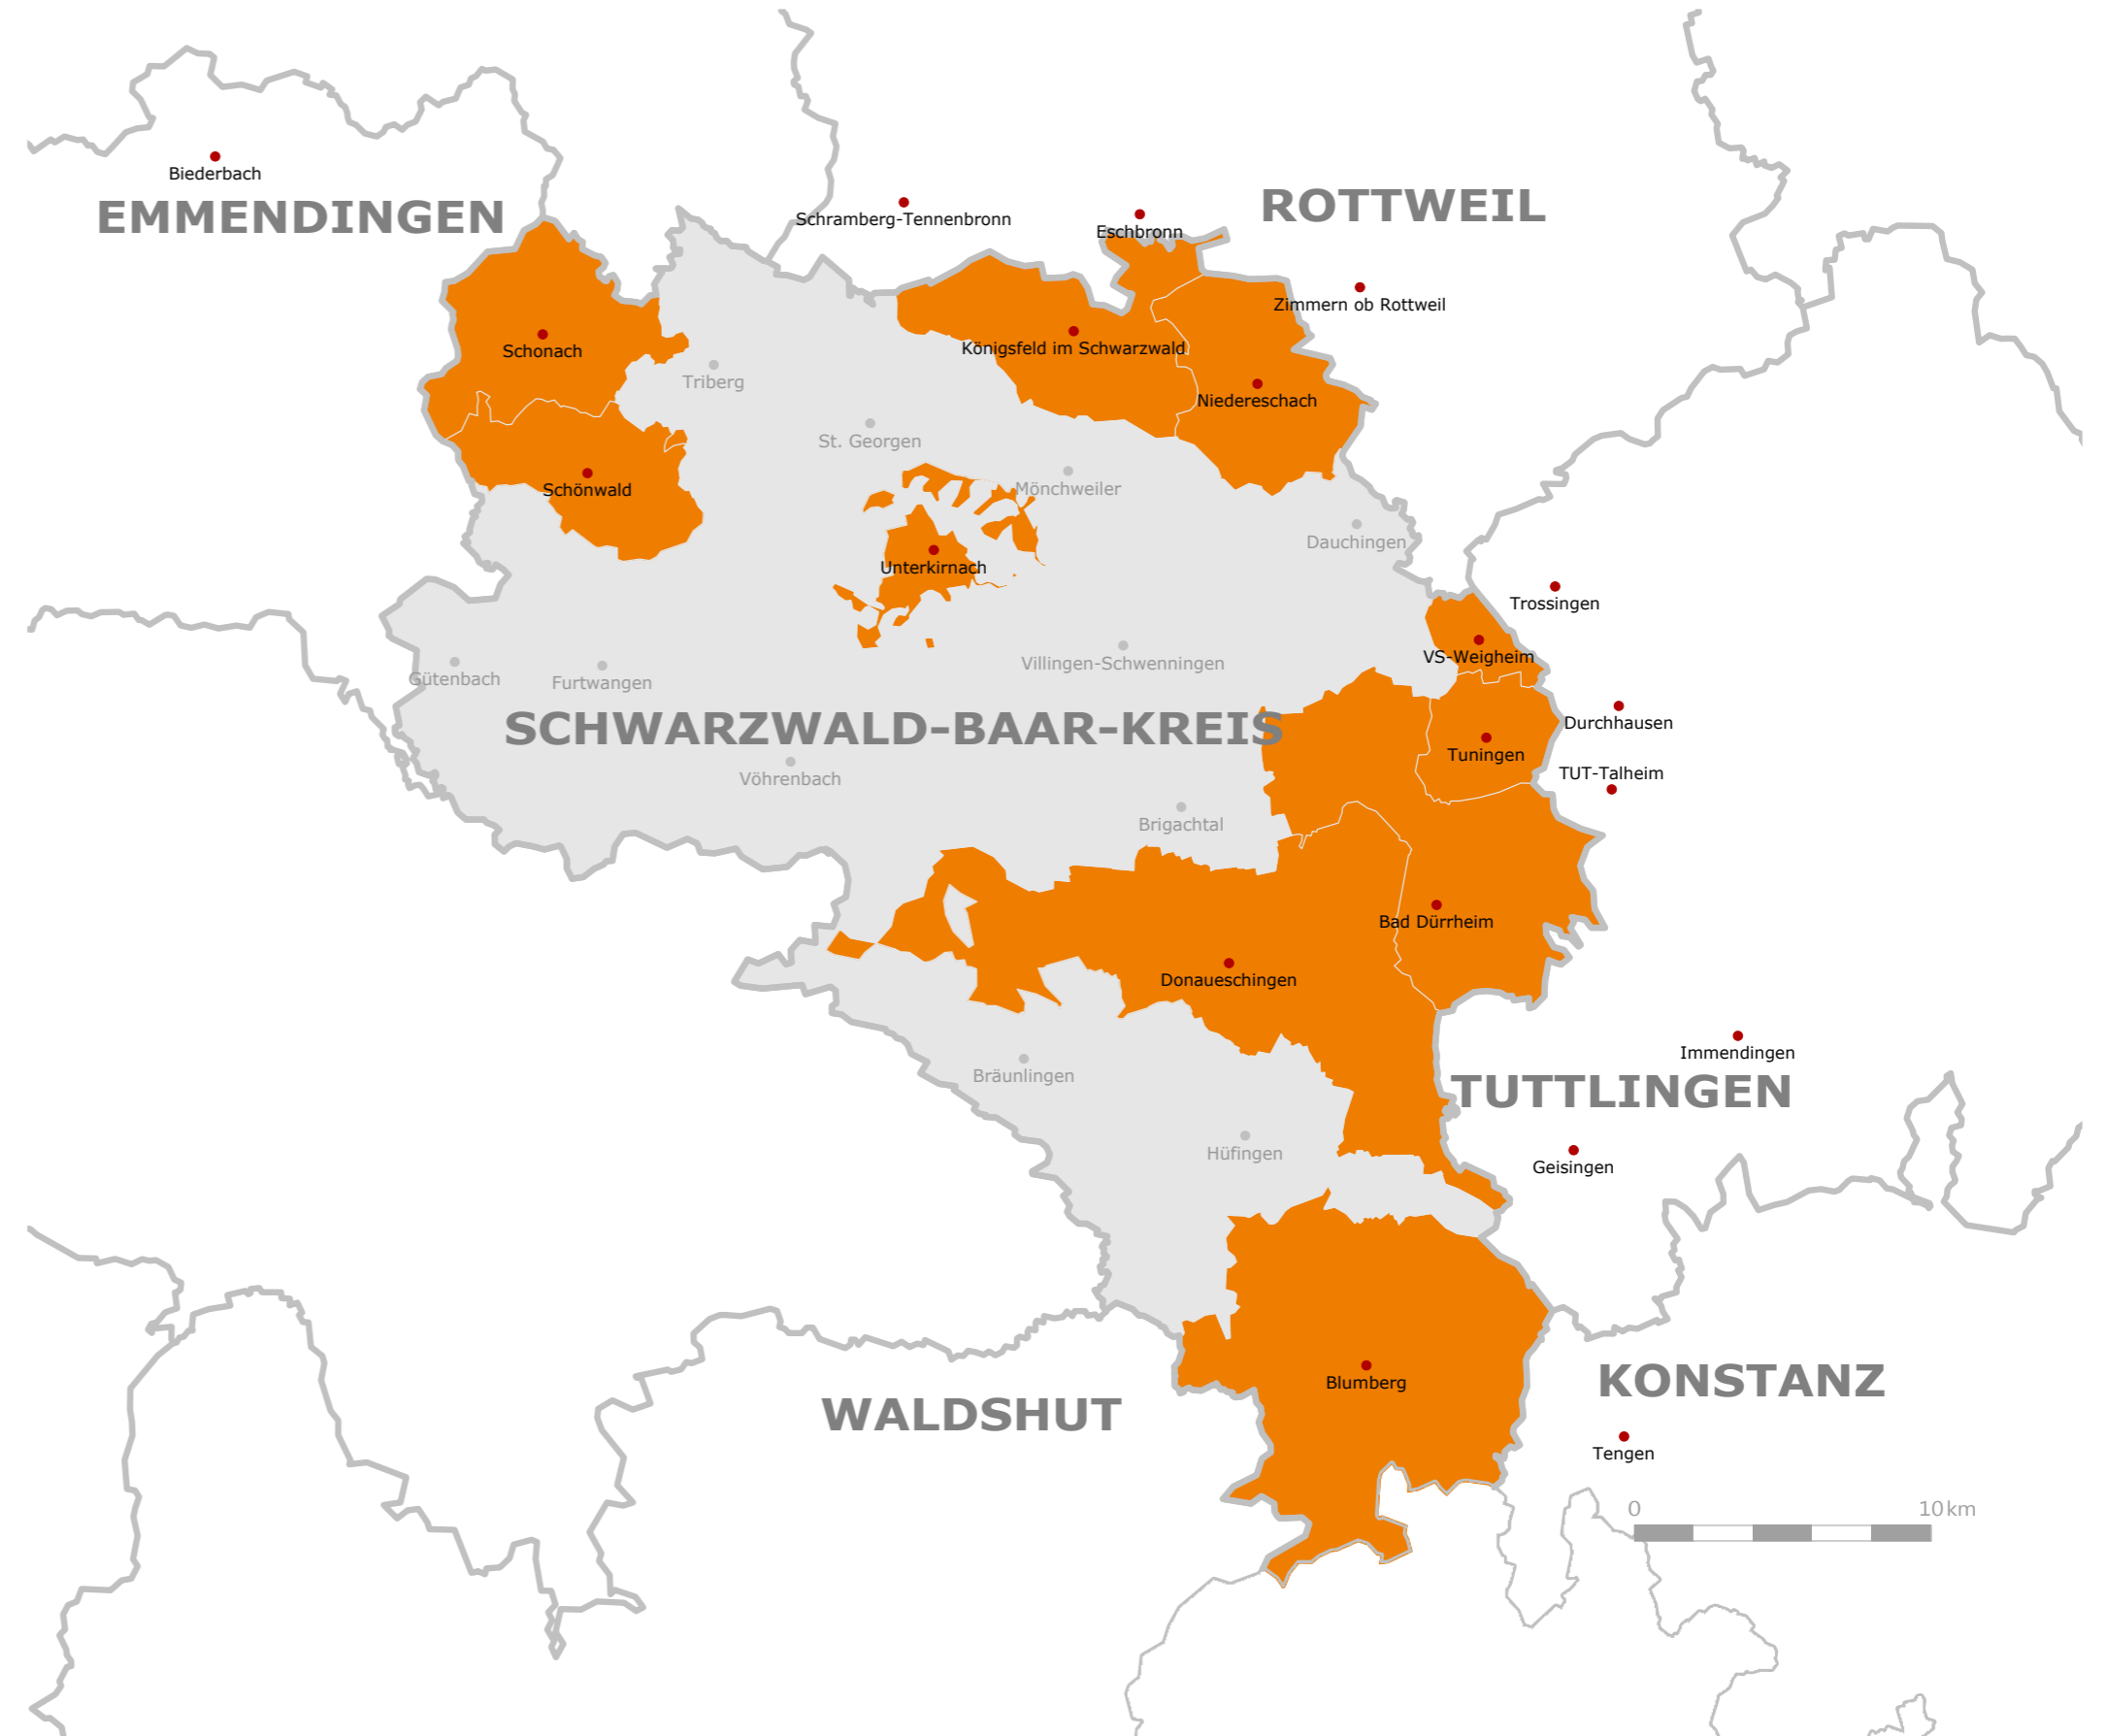 Biederbach
EMMENDINGEN
ROTTWEIL
Schramberg-Tennenbronn
Eschbronn
Zimmern ob Rottweil
Schonach
Königsfeld im Schwarzwald
Triberg
Niedereschach
St. Georgen
Schönwald
Mönchweiler
Dauchingen
Unterkirnach
Trossingen
VS-Weigheim
Villingen-Schwenningen
Gütenbach
Furtwangen
SCHWARZWALD-BAAR-KREIS
Durchhausen
Tuningen
TUT-Talheim
Vöhrenbach
Brigachtal
Bad Dürrheim
Donaueschingen
Immendingen
Bräunlingen
TUTTLINGEN
Hüfingen
Geisingen
Blumberg
KONSTANZ
WALDSHUT
Tengen
0 10 km